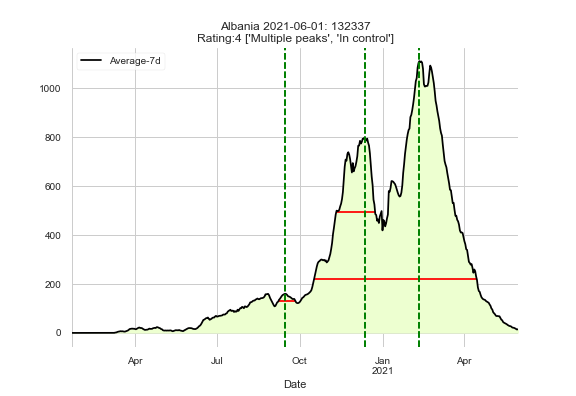 Albania 2021-06-01: 132337
Rating:4 ['Multiple peaks', 'In control']
Average-7d
1000
800
600
400
200
0
Apr Jul Oct Jan Apr
2021
Date